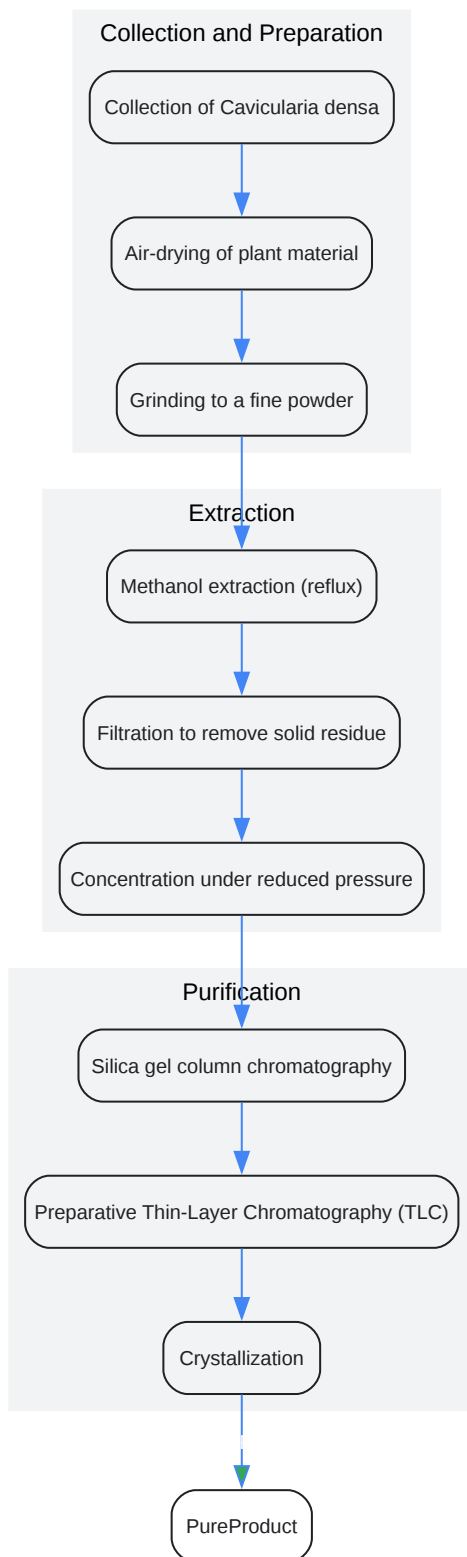 Collection and Preparation
Collection of Cavicularia densa
Air-drying of plant material
Grinding to a fine powder
Extraction
Methanol extraction (reflux)
Filtration to remove solid residue
Concentration under reduced pressure
Purification
Silica gel column chromatography
Preparative Thin-Layer Chromatography (TLC)
Crystallization
PureProduct